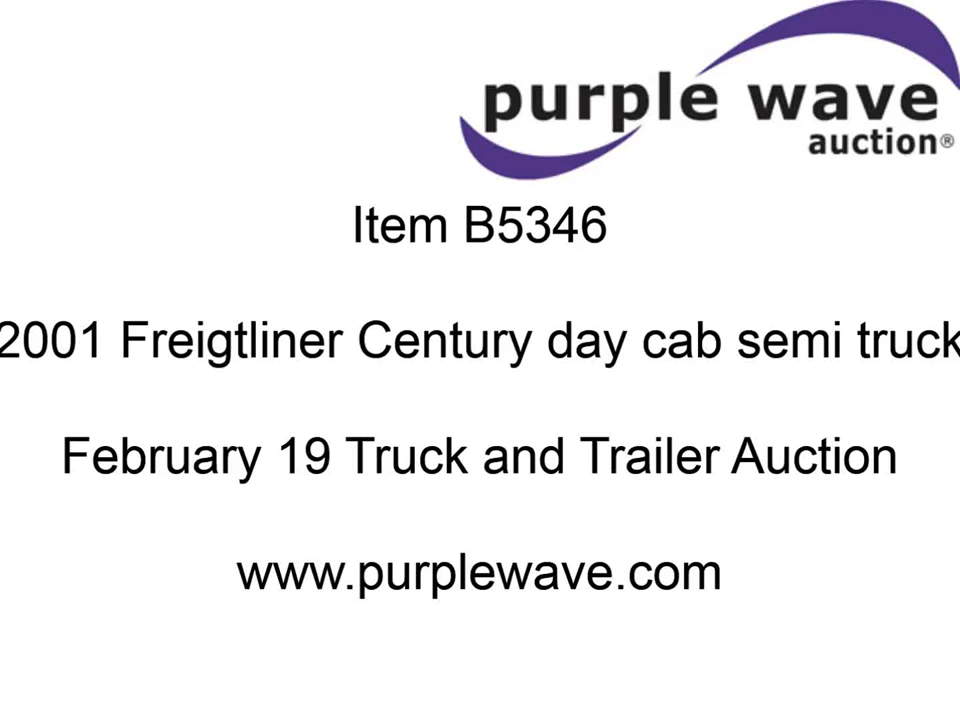 purple wave
auction®
Item B5346
2001 Freigtliner Century day cab semi truck
February 19 Truck and Trailer Auction
www.purplewave.com